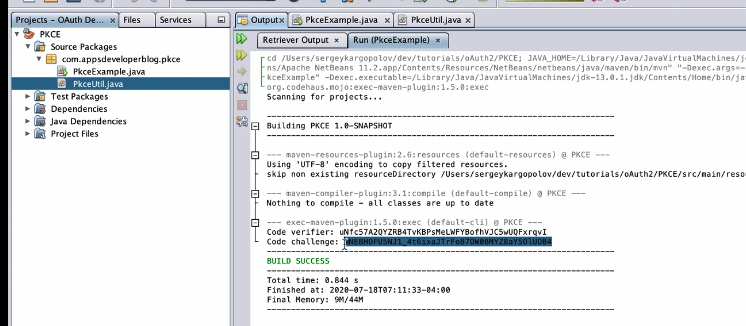 Projects – OAuth De...
Files
Services
PKCE
Source Packages
com.appsdeveloperblog.pkce
PkceExample.java
PkceUtil.java
Test Packages
Dependencies
Java Dependencies
Project Files
Output
PkceExample.java
PkceUtil.java
Retriever Output
Run (PkceExample)
cd /Users/sergeykargopolov/dev/tutorials/oAuth2/PKCE; JAVA_HOME=/Library/Java/JavaVirtualMachines/jd
ns/Apache NetBeans 11.2.app/Contents/Resources/NetBeans/netbeans/java/maven/bin/mvn" "-Dexec.args=-
kceExample" -Dexec.executable=/Library/Java/JavaVirtualMachines/jdk-13.0.1.jdk/Contents/Home/bin/ja
org.codehaus.mojo:exec-maven-plugin:1.5.0:exec
Scanning for projects...
Building PKCE 1.0-SNAPSHOT
--- maven-resources-plugin:2.6:resources (default-resources) @ PKCE ---
Using 'UTF-8' encoding to copy filtered resources.
skip non existing resourceDirectory /Users/sergeykargopolov/dev/tutorials/oAuth2/PKCE/src/main/reso
--- maven-compiler-plugin:3.1:compile (default-compile) @ PKCE ---
Nothing to compile - all classes are up to date
--- exec-maven-plugin:1.5.0:exec (default-cli) @ PKCE ---
Code verifier: uNfc57A2QYZRB4TvKBPsMeLWFYBofhVJC5wUQFxrqvI
Code challenge:
BUILD SUCCESS
Total time: 0.844 s
Finished at: 2020-07-18T07:11:33-04:00
Final Memory: 9M/44M